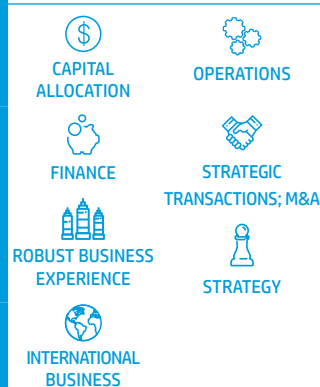 $
CAPITAL
ALLOCATION
OPERATIONS
FINANCE
STRATEGIC
TRANSACTIONS; M&A
ROBUST BUSINESS
EXPERIENCE
STRATEGY
INTERNATIONAL
BUSINESS